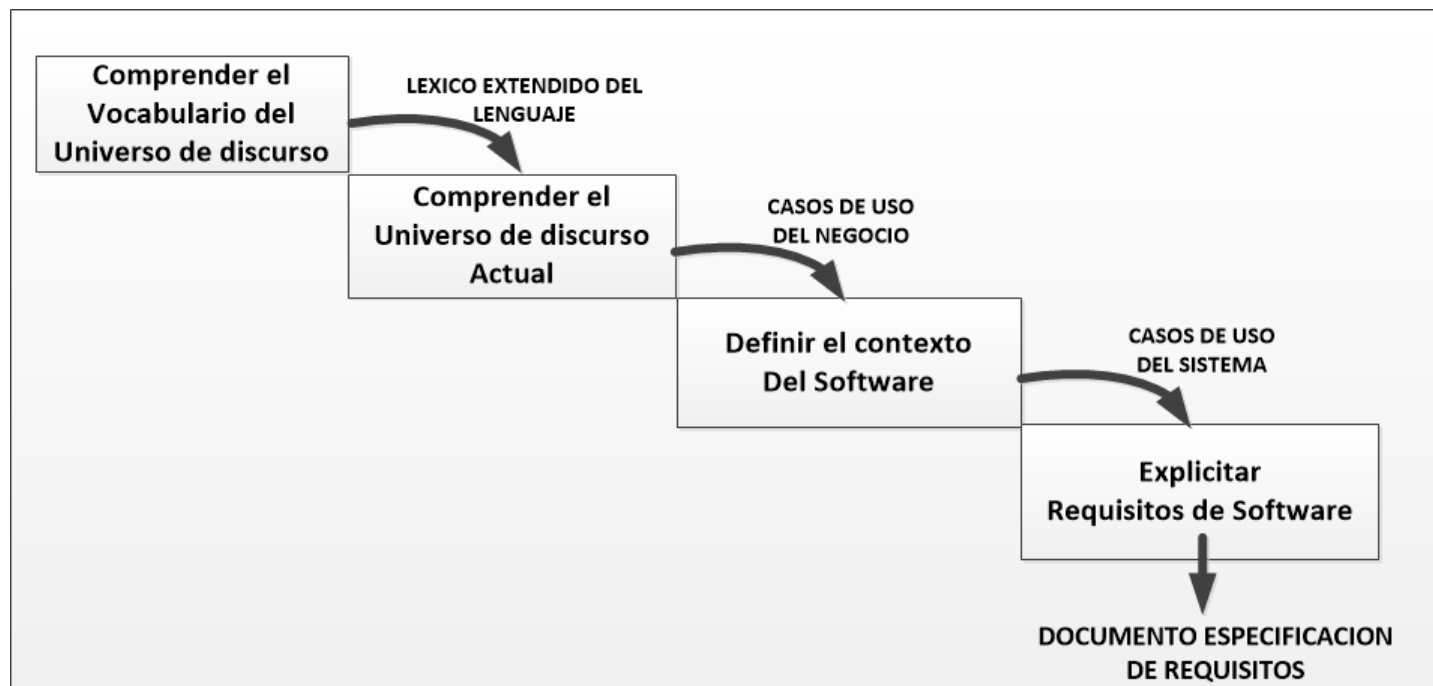 Comprender el
Vocabulario del
Universo de discurso
LEXICO EXTENDIDO DEL
LENGUAJE
Comprender el
Universo de discurso
Actual
CASOS DE USO
DEL NEGOCIO
Definir el contexto
Del Software
CASOS DE USO
DEL SISTEMA
Explicitar
Requisitos de Software
DOCUMENTO ESPECIFICACION
DE REQUISITOS